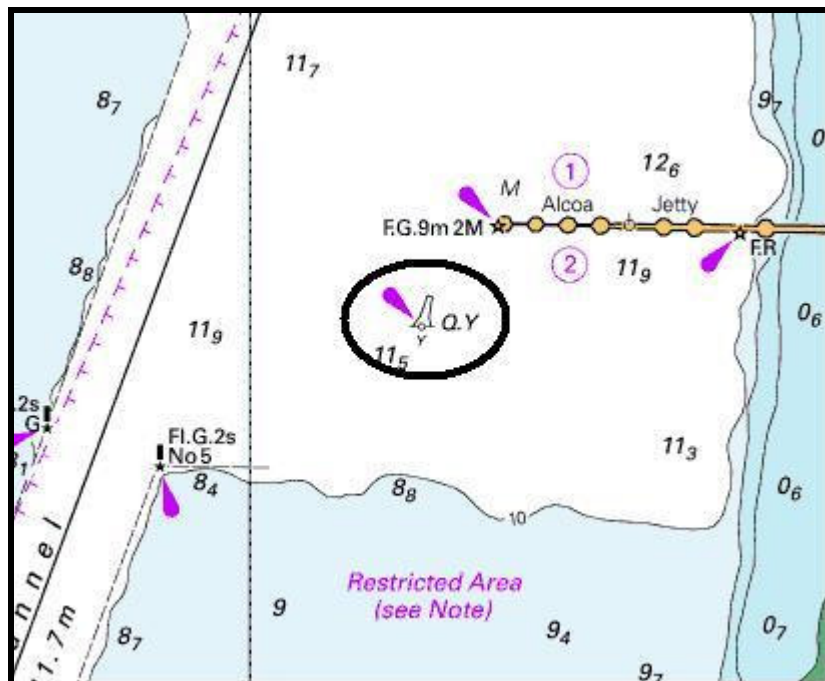 11₇
8₇
9₇
0
12₆
1
M
Alcoa Jetty
F.G.9m 2M
F.R
2
11₉
8₈
0₆
Q.Y
Y
11₉
11₅
.2s
G
Fl.G.2s
No 5
11₃
8₄
8₈
0₆
10
Restricted Area
(see Note)
9
9₄
0₇
8₇
9₇
annel
11.7m